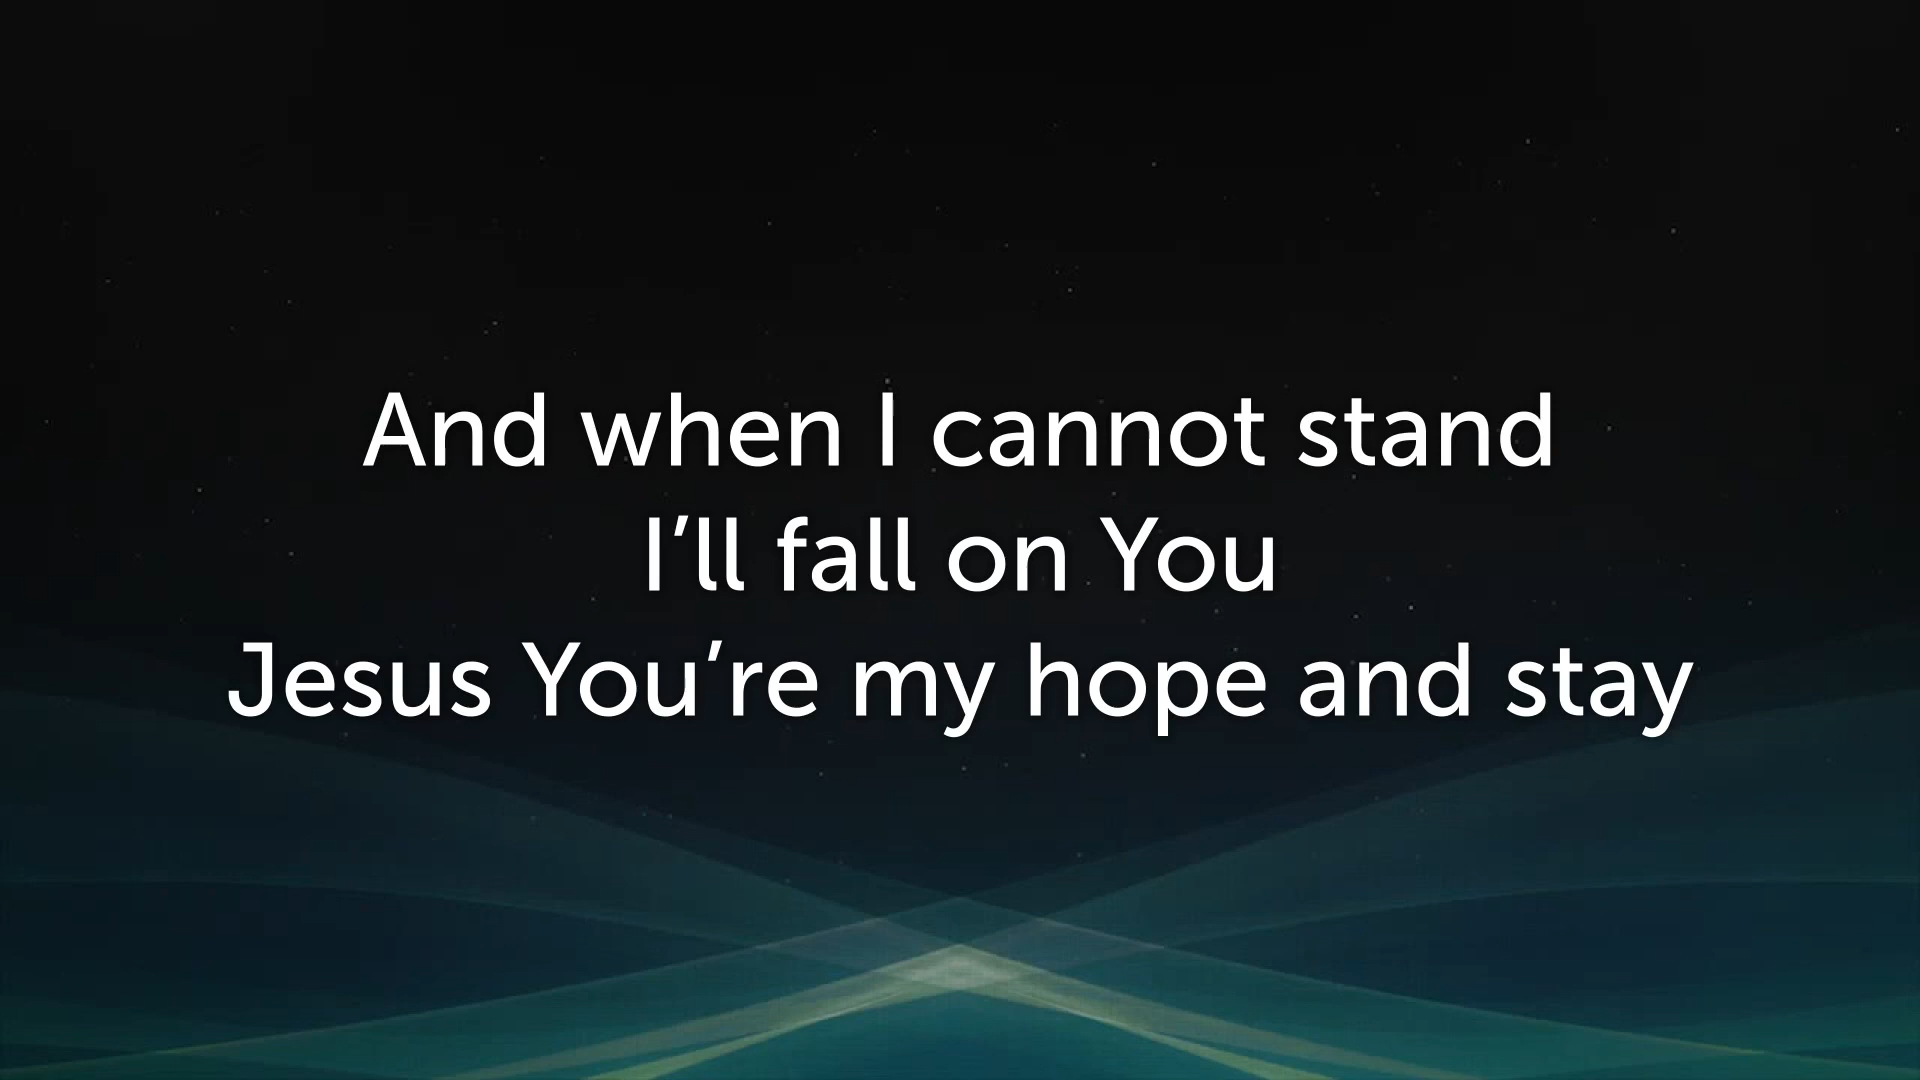 And when I cannot stand
I’ll fall on You
Jesus You’re my hope and stay